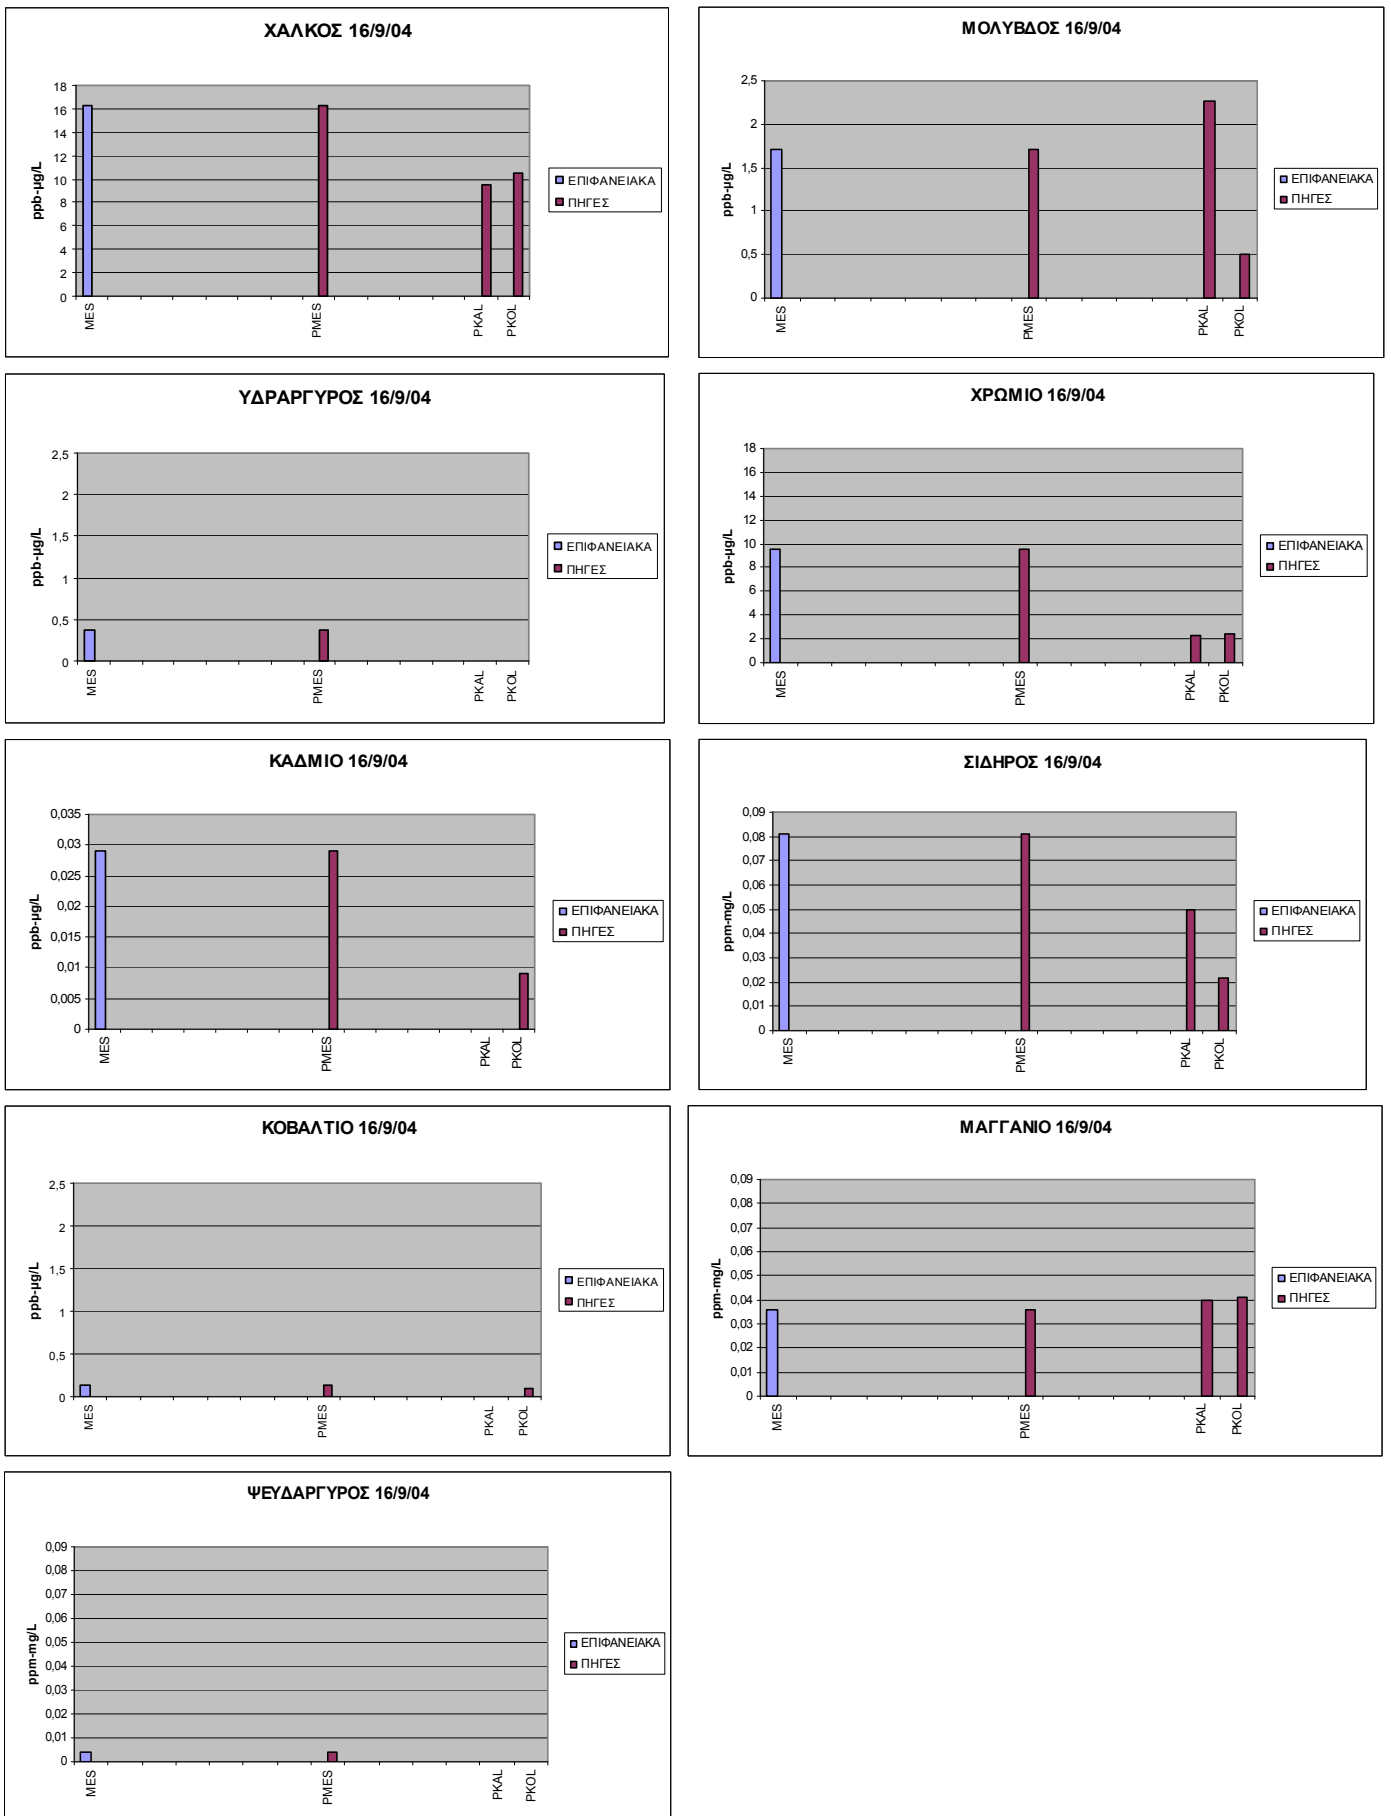 ΧΑΛΚΟΣ 16/9/04
18
16
14
12
10
8
6
4
2
0
ppb-μg/L
MES
PMES
PKAL
PKOL
ΕΠΙΦΑΝΕΙΑΚΑ
ΠΗΓΕΣ
ΜΟΛΥΒΔΟΣ 16/9/04
2,5
2
1,5
1
0,5
0
ppb-μg/L
MES
PMES
PKAL
PKOL
ΕΠΙΦΑΝΕΙΑΚΑ
ΠΗΓΕΣ
ΥΔΡΑΡΓΥΡΟΣ 16/9/04
2,5
2
1,5
1
0,5
0
ppb-μg/L
MES
PMES
PKAL
PKOL
ΕΠΙΦΑΝΕΙΑΚΑ
ΠΗΓΕΣ
ΧΡΩΜΙΟ 16/9/04
18
16
14
12
10
8
6
4
2
0
ppb-μg/L
MES
PMES
PKAL
PKOL
ΕΠΙΦΑΝΕΙΑΚΑ
ΠΗΓΕΣ
ΚΑΔΜΙΟ 16/9/04
0,035
0,03
0,025
0,02
0,015
0,01
0,005
0
ppb-μg/L
MES
PMES
PKAL
PKOL
ΕΠΙΦΑΝΕΙΑΚΑ
ΠΗΓΕΣ
ΣΙΔΗΡΟΣ 16/9/04
0,09
0,08
0,07
0,06
0,05
0,04
0,03
0,02
0,01
0
ppm-mg/L
MES
PMES
PKAL
PKOL
ΕΠΙΦΑΝΕΙΑΚΑ
ΠΗΓΕΣ
ΚΟΒΑΛΤΙΟ 16/9/04
2,5
2
1,5
1
0,5
0
ppb-μg/L
MES
PMES
PKAL
PKOL
ΕΠΙΦΑΝΕΙΑΚΑ
ΠΗΓΕΣ
ΜΑΓΓΑΝΙΟ 16/9/04
0,09
0,08
0,07
0,06
0,05
0,04
0,03
0,02
0,01
0
ppm-mg/L
MES
PMES
PKAL
PKOL
ΕΠΙΦΑΝΕΙΑΚΑ
ΠΗΓΕΣ
ΨΕΥΔΑΡΓΥΡΟΣ 16/9/04
0,09
0,08
0,07
0,06
0,05
0,04
0,03
0,02
0,01
0
ppm-mg/L
MES
PMES
PKAL
PKOL
ΕΠΙΦΑΝΕΙΑΚΑ
ΠΗΓΕΣ